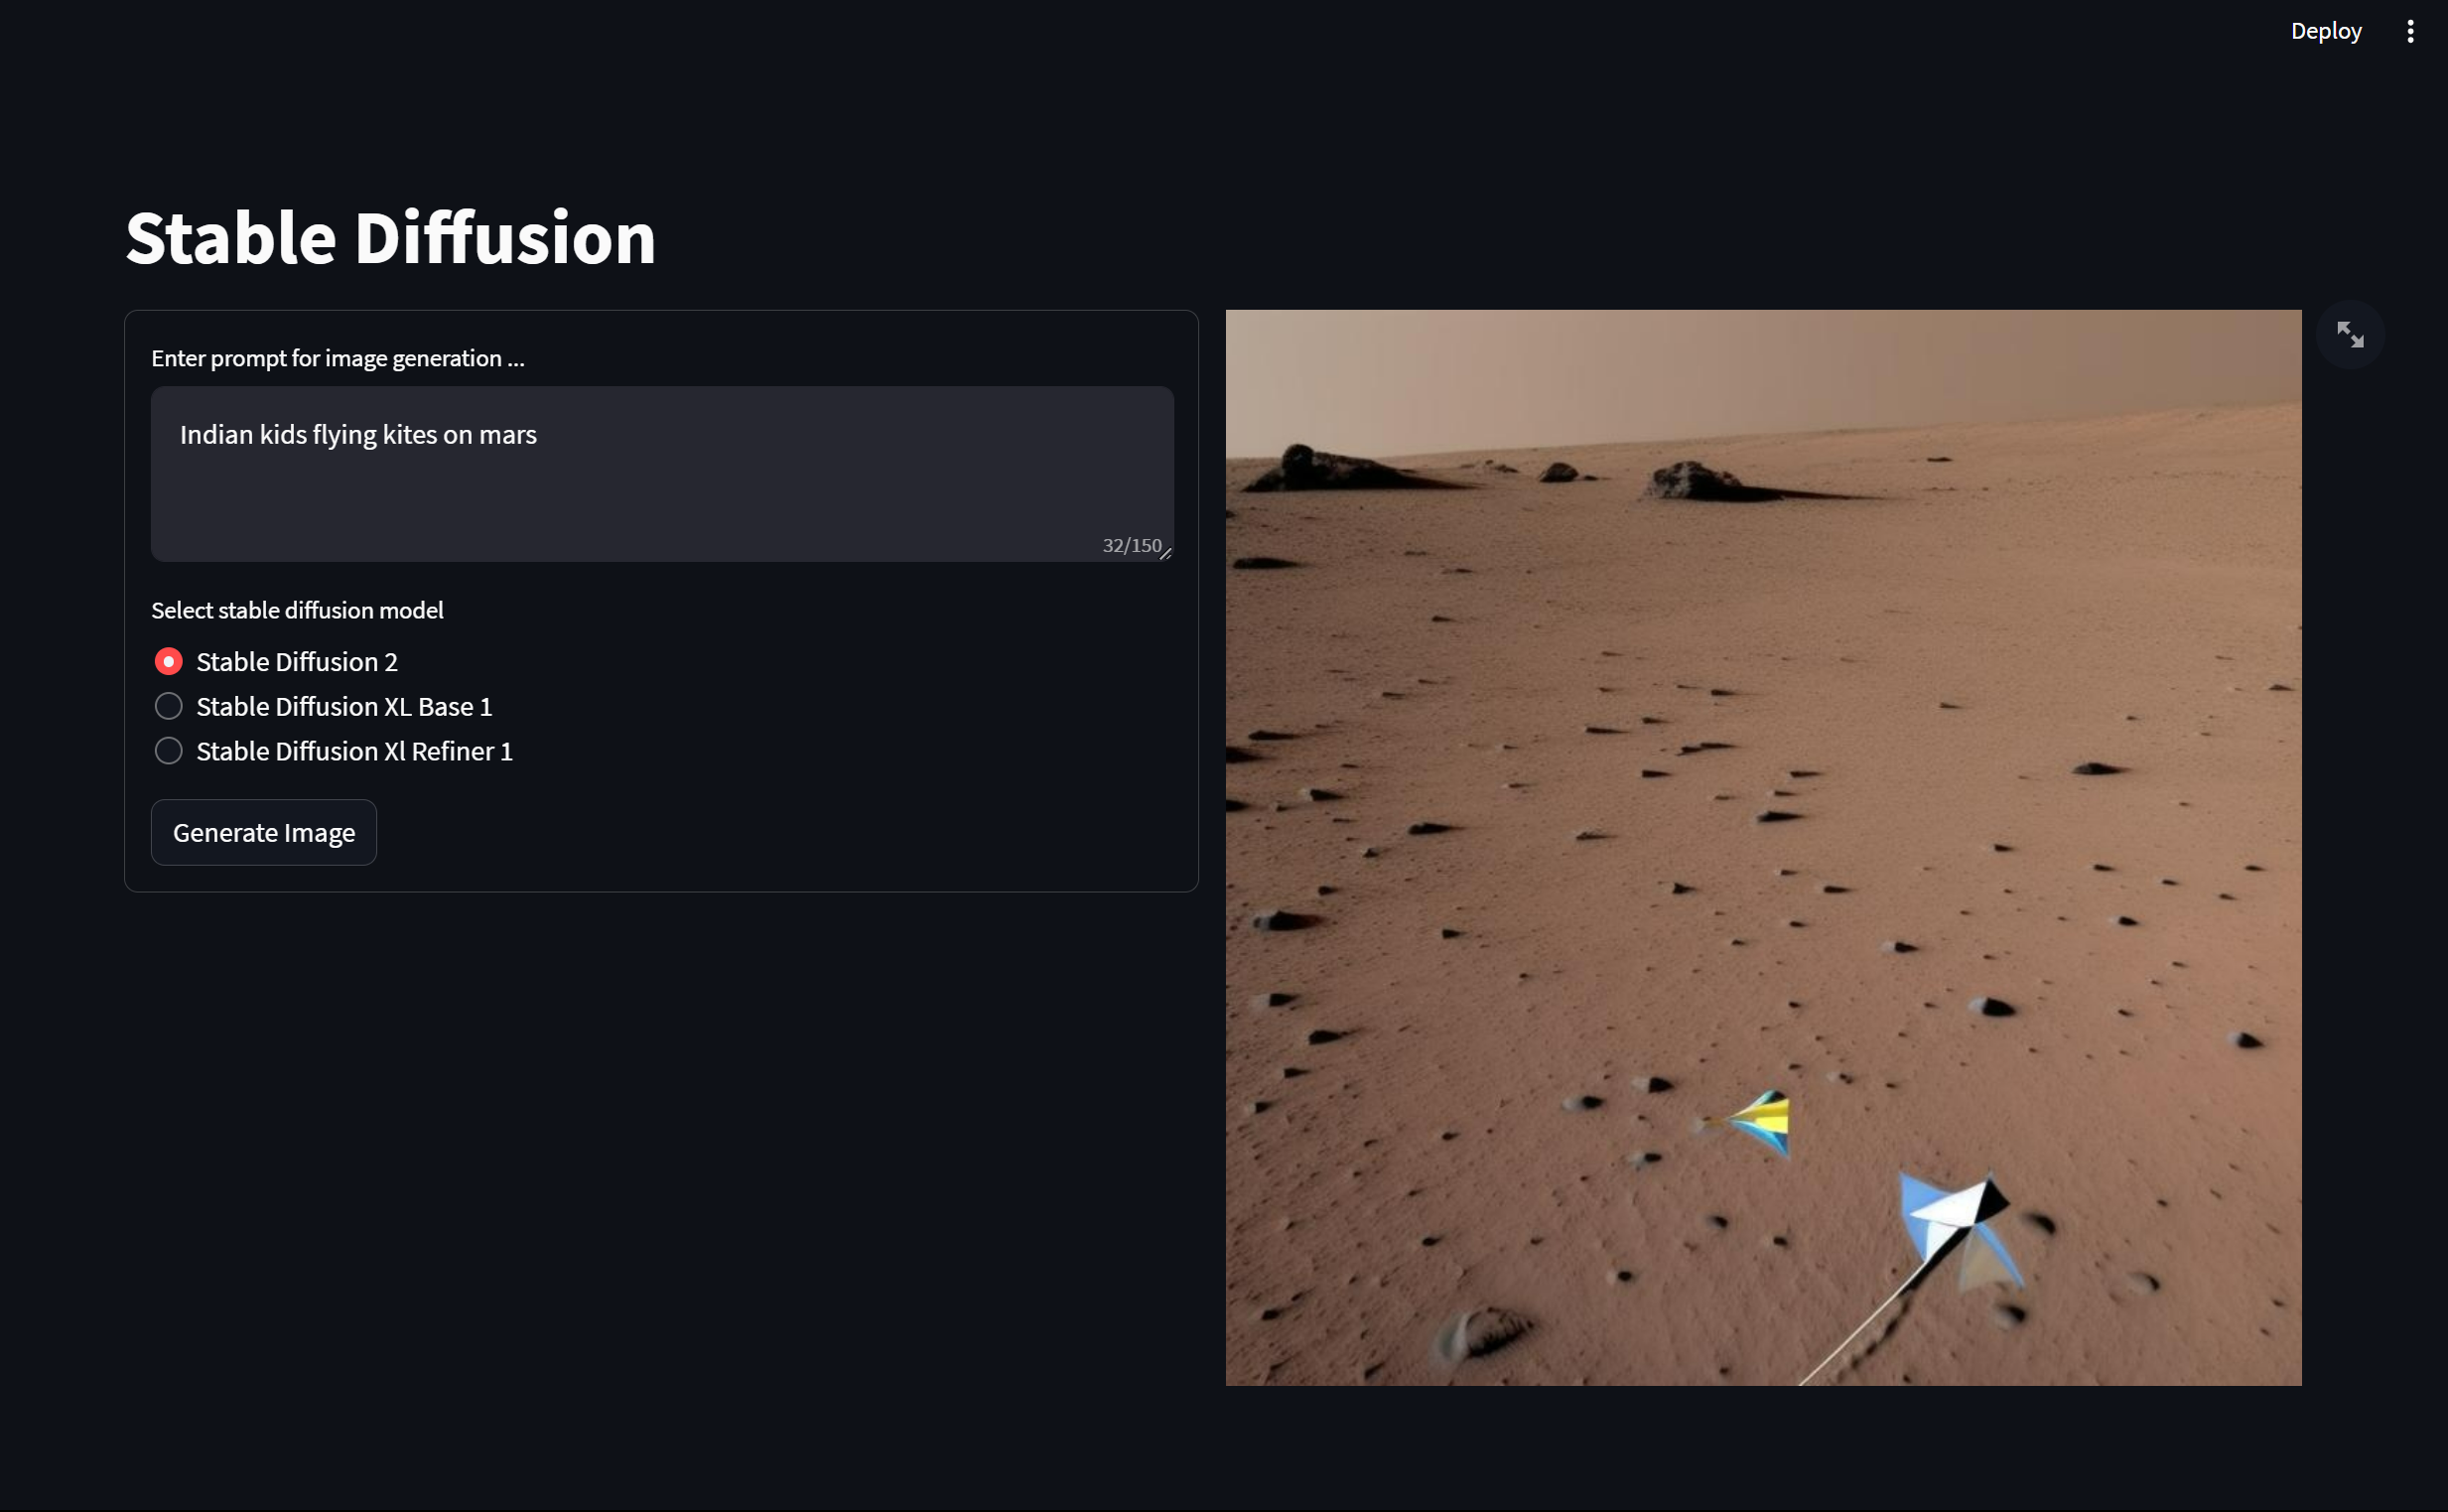 Deploy
Stable Diffusion
Enter prompt for image generation ...
Indian kids flying kites on mars
32/150
Select stable diffusion model
Stable Diffusion 2
Stable Diffusion XL Base 1
Stable Diffusion Xl Refiner 1
Generate Image